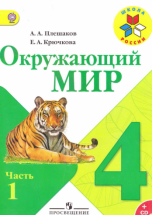 ШКОЛА
РОССИИ
А. А. Плешаков
Е. А. Крючкова
Окружающий
МИР
Часть
1
4
+ CD
ПРОСВЕЩЕНИЕ